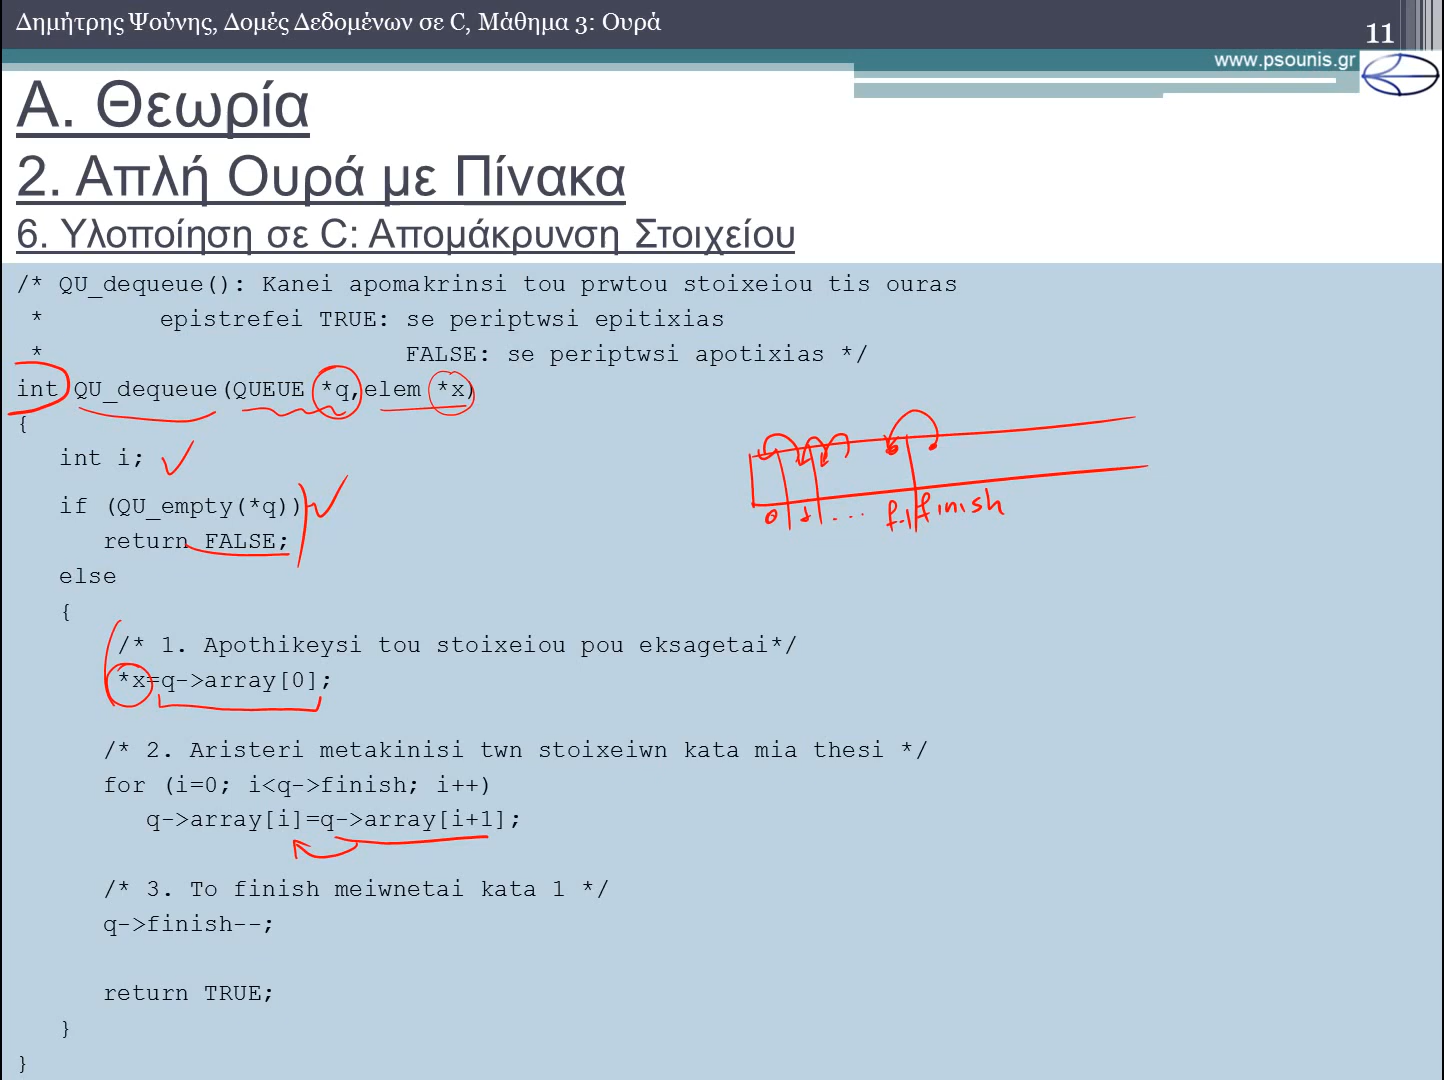 Δημήτρης Ψούνης, Δομές Δεδομένων σε C, Μάθημα 3: Ουρά
11
www.psounis.gr
Α. Θεωρία
2. Απλή Ουρά με Πίνακα
6. Υλοποίηση σε C: Απομάκρυνση Στοιχείου
/* QU_dequeue(): Kanei apomakrinsi tou prwtou stoixeiou tis ouras
* epistrefei TRUE: se periptwsi epitixias
* FALSE: se periptwsi apotixias */
int QU_dequeue(QUEUE *q,elem *x)
{
int i;
if (QU_empty(*q))
return FALSE;
0 1 ... f-1 finish
else
{
/* 1. Apothikeysi tou stoixeiou pou eksagetai*/
*x=q->array[0];
/* 2. Aristeri metakinisi twn stoixeiwn kata mia thesi */
for (i=0; i<q->finish; i++)
q->array[i]=q->array[i+1];
/* 3. To finish meiwnetai kata 1 */
q->finish--;
return TRUE;
}
}